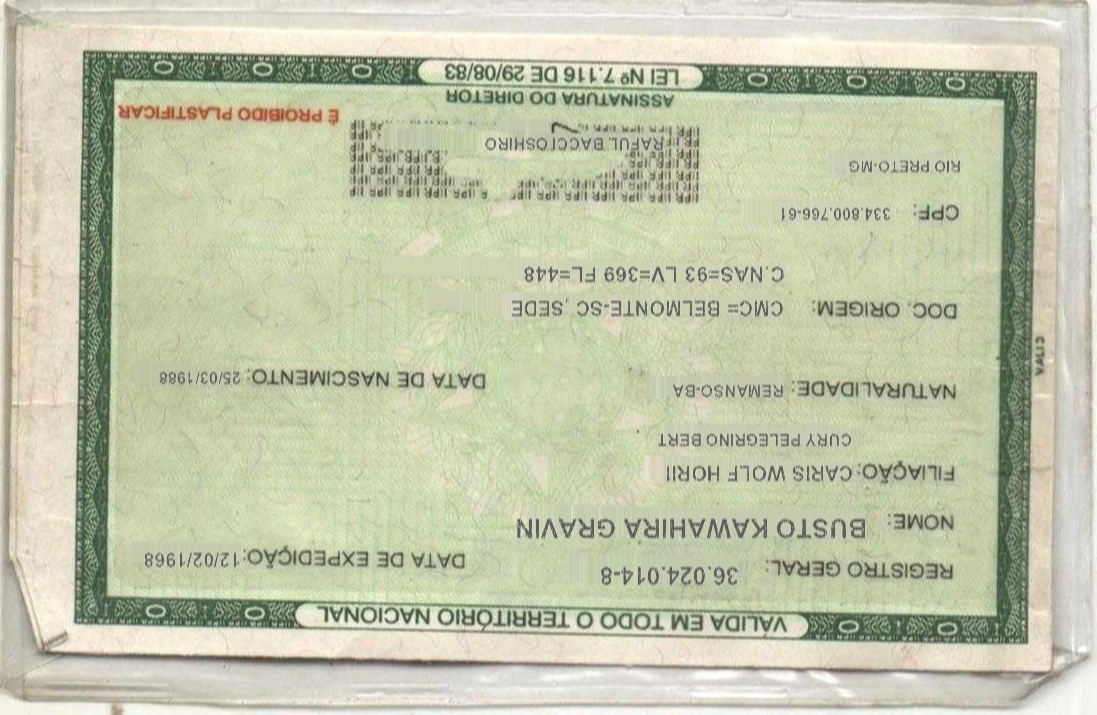 VÁLIDA EM TODO O TERRITÓRIO NACIONAL
REGISTRO GERAL: 36.024.014-8 DATA DE EXPEDIÇÃO: 12/02/1968
NOME: BUSTO KAWAHIRA GRAVIN
FILIAÇÃO: CARIS WOLF HORII
CURY PELEGRINO BERT
NATURALIDADE: REMANSO-BA DATA DE NASCIMENTO: 25/03/1988
DOC. ORIGEM: CMC= BELMONTE-SC ,SEDE
C.NAS=93 LV=369 FL=448
CPF: 334.800.766-61
RIO PRETO-MG
RAFUL BACCI OSHIRO
É PROIBIDO PLASTIFICAR
ASSINATURA DO DIRETOR
LEI Nº 7.116 DE 29/08/83